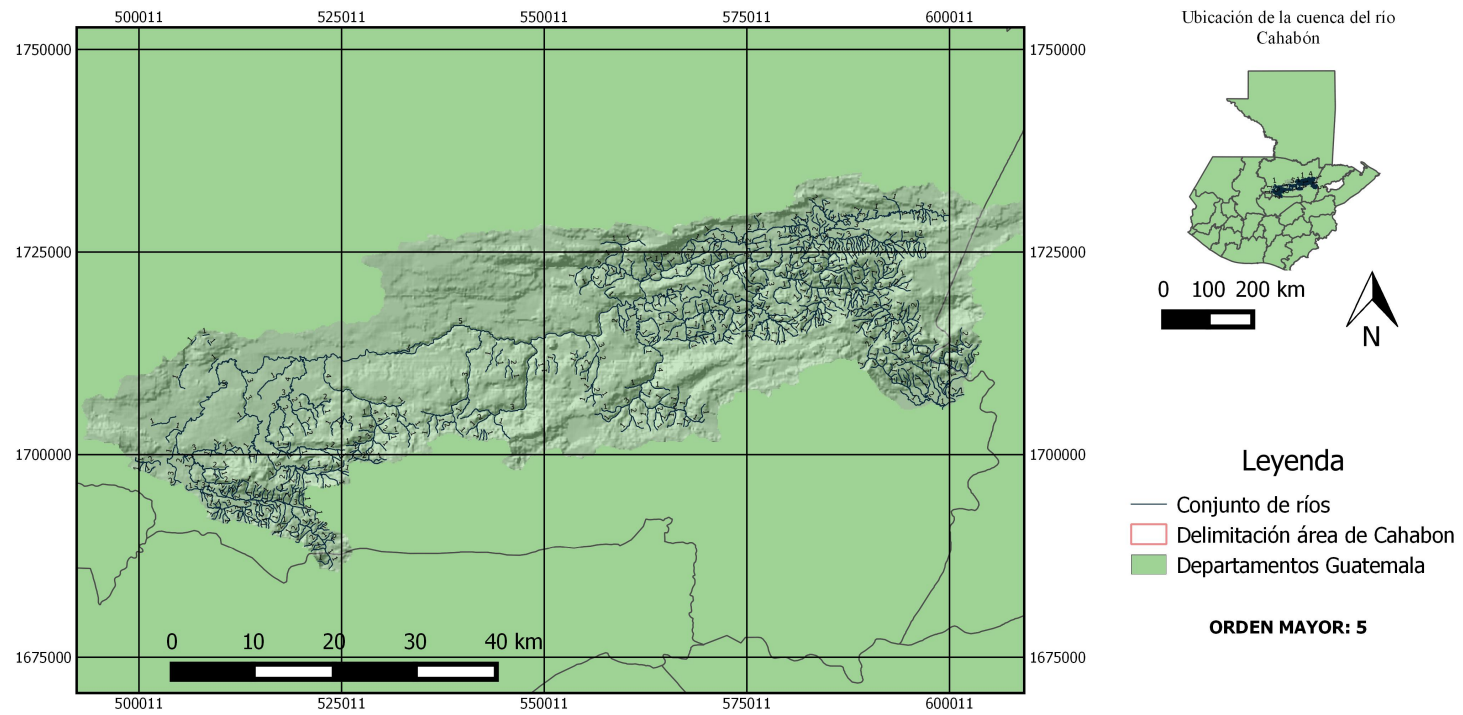 500011 525011 550011 575011 600011
1750000 1750000
1725000 1725000
1700000 1700000
1675000 1675000
0 10 20 30 40 km
500011 525011 550011 575011 600011
Ubicación de la cuenca del río
Cahabón
0 100 200 km
N
Leyenda
Conjunto de ríos
Delimitación área de Cahabon
Departamentos Guatemala
ORDEN MAYOR: 5